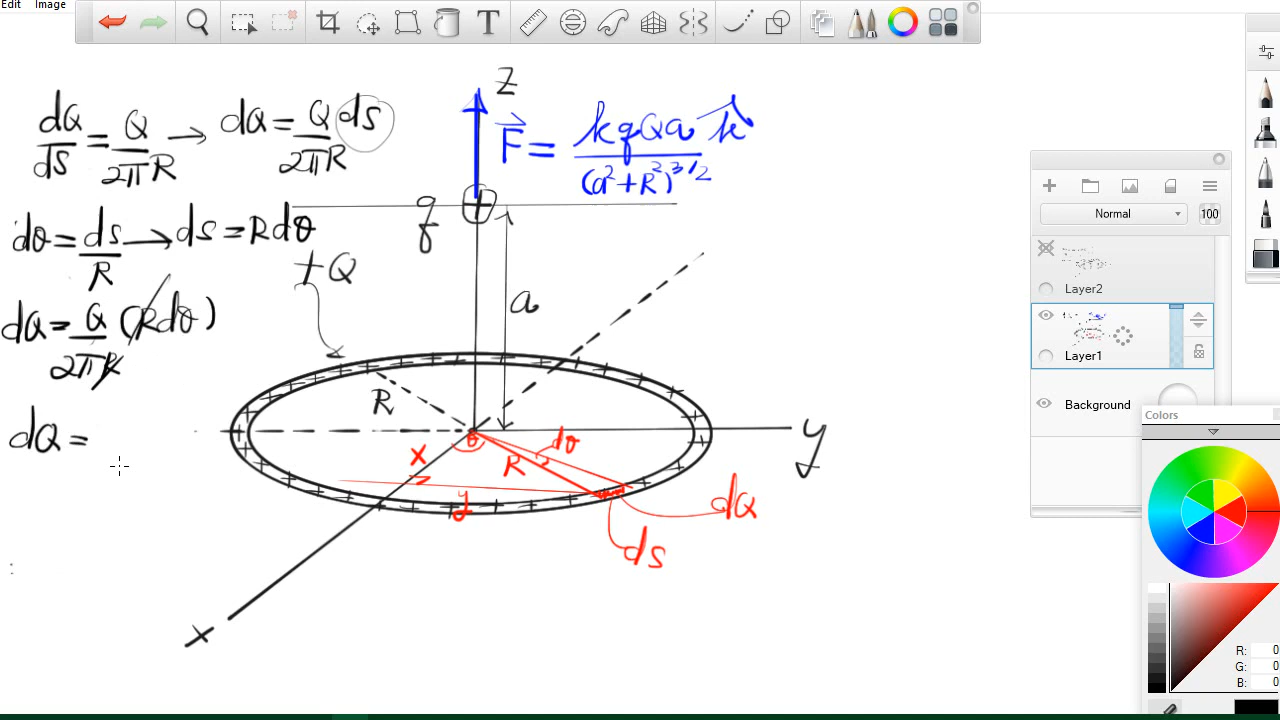 Edit Image
dQ/dS = Q/2πR → dQ = Q/2πR ds
dθ = ds/R → ds = Rdθ
dQ = Q/2πR (Rdθ)
dQ =
z
F⃗ = kqQa k̂/(a²+R²)^3/2
q
+
+Q
a
R
θ
dθ
R
x
y
dQ
ds
y
x
:
Normal
100
Layer2
Layer1
Background
Colors
R: 0
G: 0
B: 0